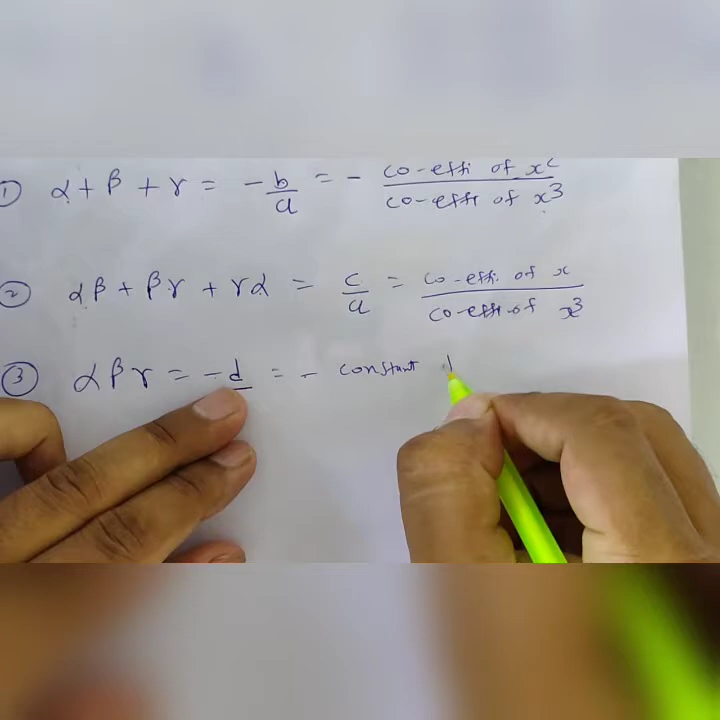 ① α + β + γ = - b/a = - co-effi of x² / co-effi of x³
② αβ + βγ + γα = c/a = co-effi. of x / co-effi. of x³
③ αβγ = - d = - constant